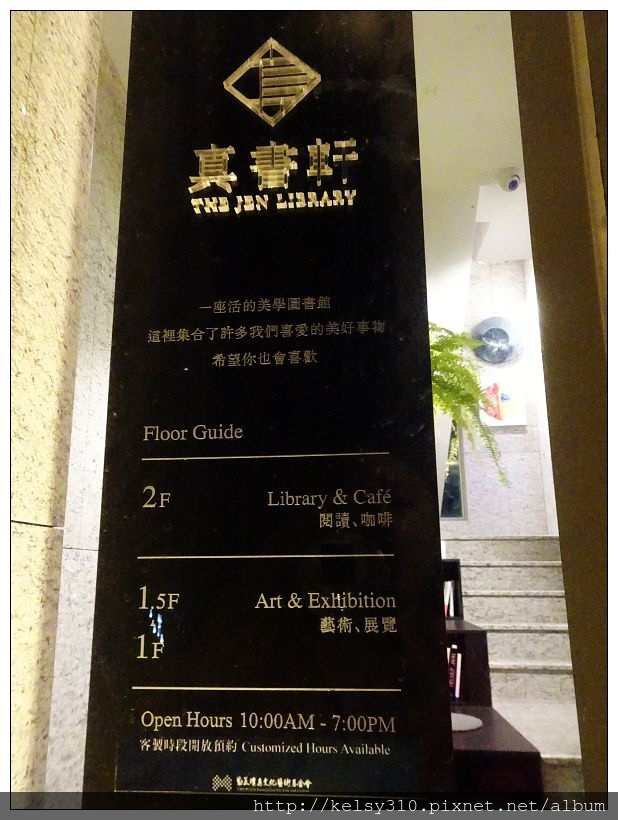 真書軒
THE JEN LIBRARY
一座活的美學圖書館
這裡集合了許多我們喜愛的美好事物
希望你也會喜歡
Floor Guide
2F Library & Café
閱讀、咖啡
1.5F Art & Exhibition
藝術、展覽
1F
Open Hours 10:00AM - 7:00PM
客製時段開放預約 Customized Hours Available
http://kelsy310.pixnet.net/album